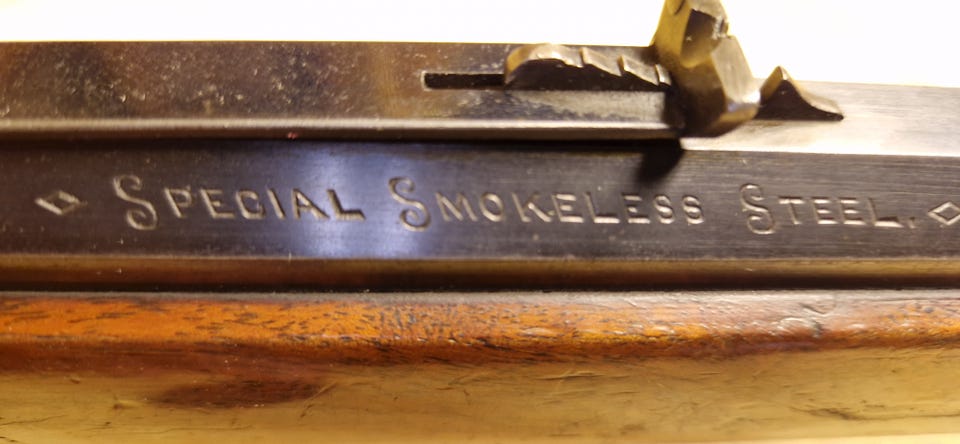 ◇ SPECIAL SMOKELESS STEEL. ◇